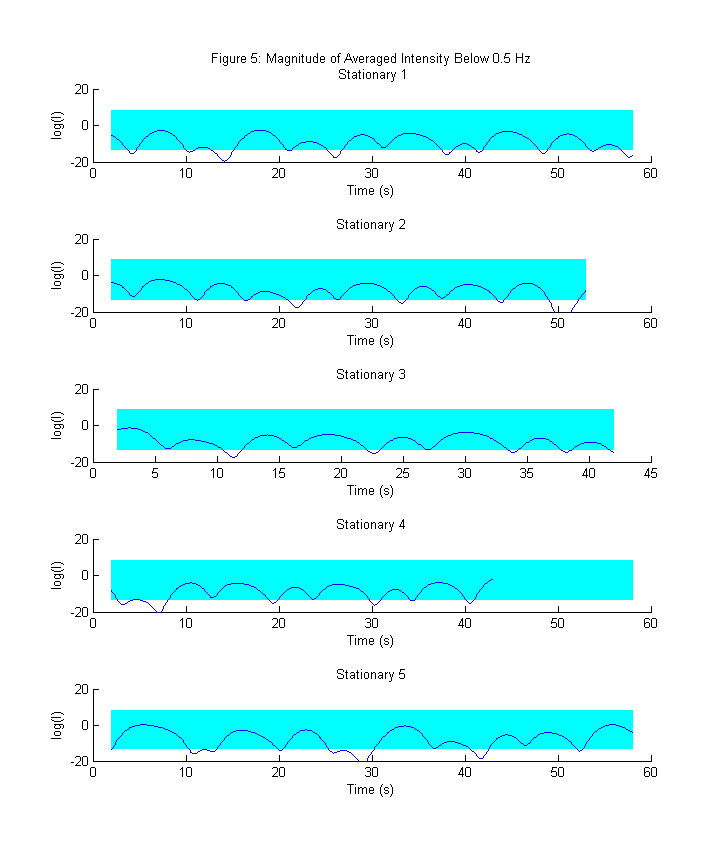 Figure 5: Magnitude of Averaged Intensity Below 0.5 Hz
Stationary 1
20
0
-20
log(I)
0 10 20 30 40 50 60
Time (s)
Stationary 2
20
0
-20
log(I)
0 10 20 30 40 50 60
Time (s)
Stationary 3
20
0
-20
log(I)
0 5 10 15 20 25 30 35 40 45
Time (s)
Stationary 4
20
0
-20
log(I)
0 10 20 30 40 50 60
Time (s)
Stationary 5
20
0
-20
log(I)
0 10 20 30 40 50 60
Time (s)